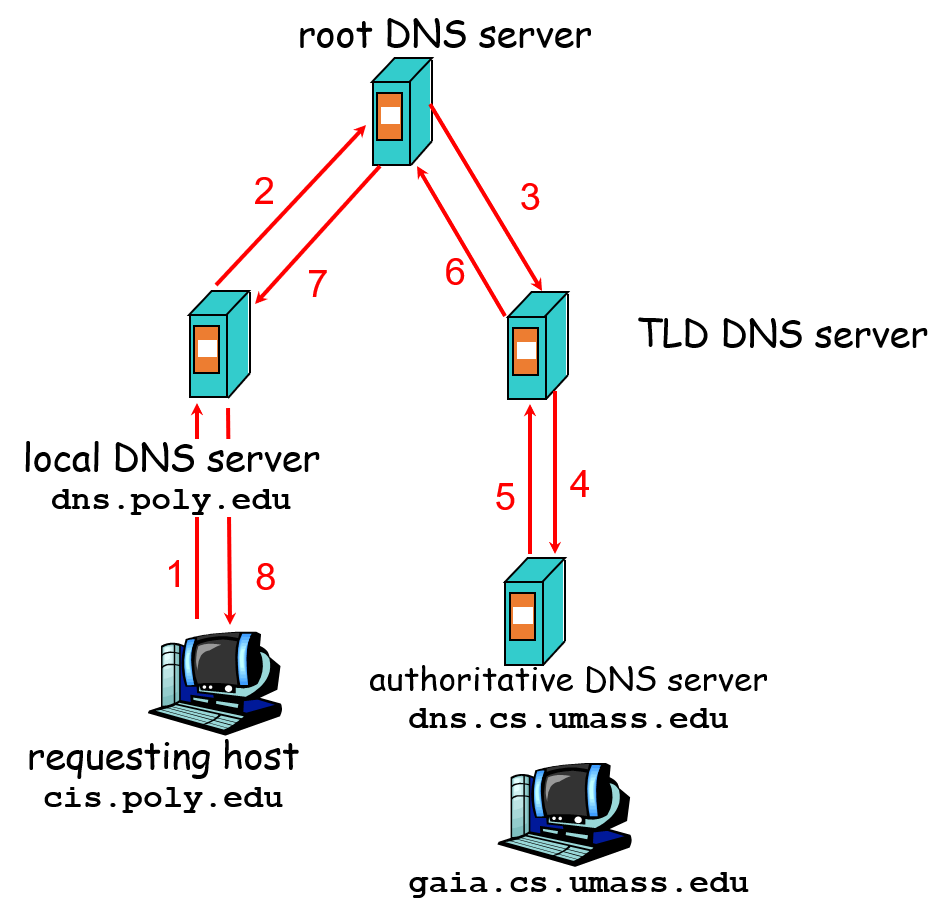 root DNS server
2
3
7
6
TLD DNS server
local DNS server
dns.poly.edu
5
4
1
8
authoritative DNS server
dns.cs.umass.edu
requesting host
cis.poly.edu
gaia.cs.umass.edu